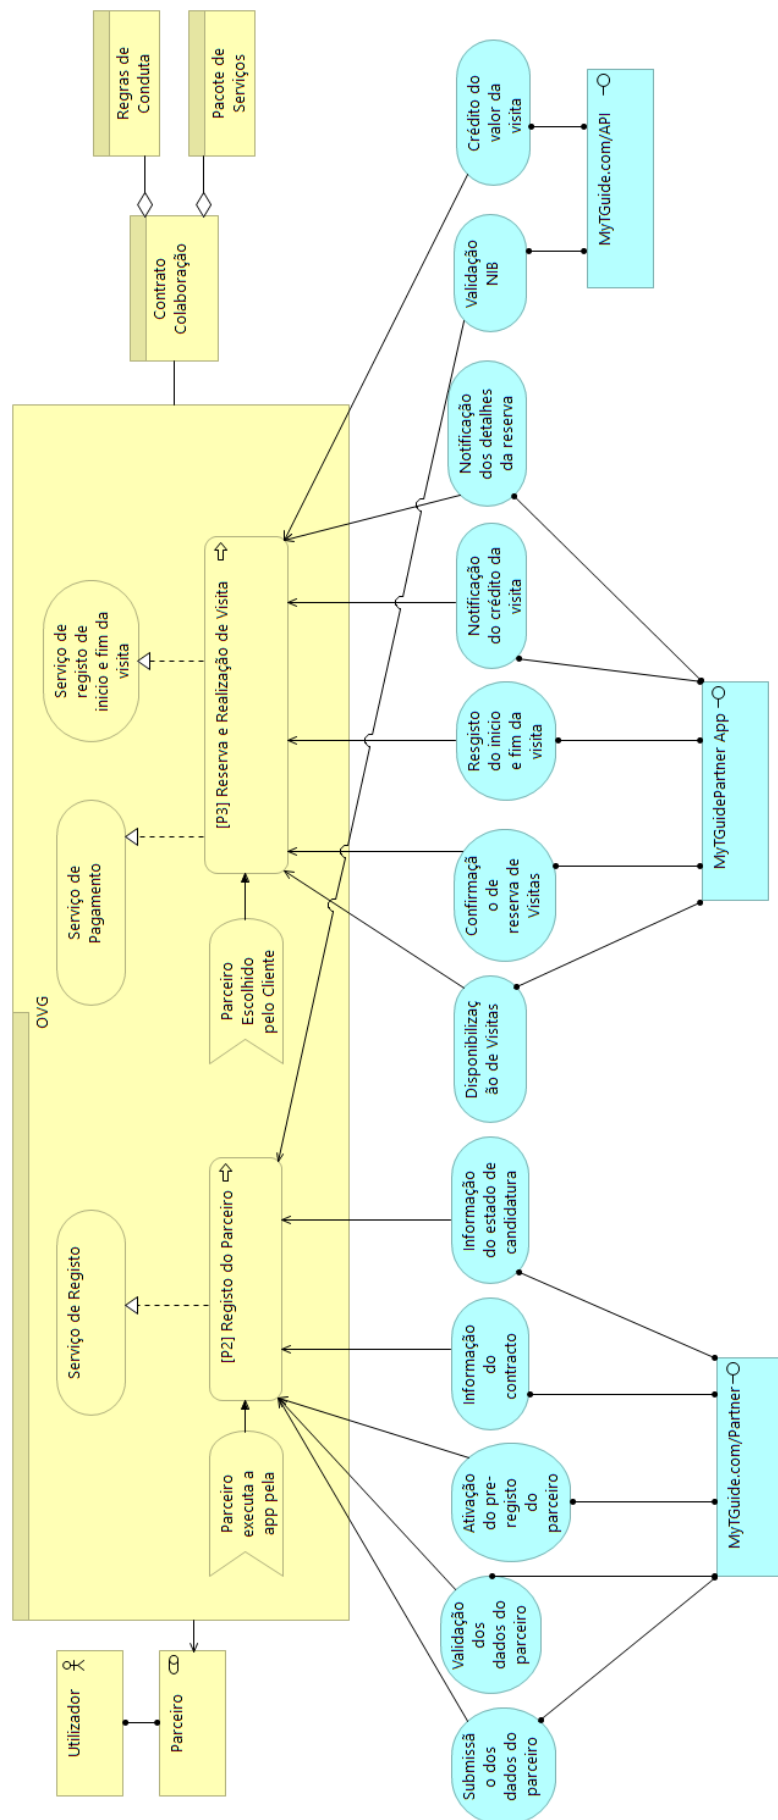 Utilizador
Parceiro
OVG
Serviço de Registo
Serviço de
Pagamento
Serviço de
registo de
inicio e fim da
visita
Parceiro
executa a
app pela
[P2] Registo do Parceiro
Parceiro
Escolhido
pelo Cliente
[P3] Reserva e Realização de Visita
Contrato
Colaboração
Regras de
Conduta
Pacote de
Serviços
Submissã
o dos
dados do
parceiro
Validação
dos
dados do
parceiro
Ativação
do pre-
registo
do
parceiro
Informação
do
contracto
Informação
do estado de
candidatura
Disponibilizaç
ão de Visitas
Confirmaçã
o de
reserva de
Visitas
Resgisto
do inicio
e fim da
visita
Notificação
do crédito da
visita
Notificação
dos detalhes
da reserva
Validação
NIB
Crédito do
valor da
visita
MyTGuide.com/Partner
MyTGuidePartner App
MyTGuide.com/API